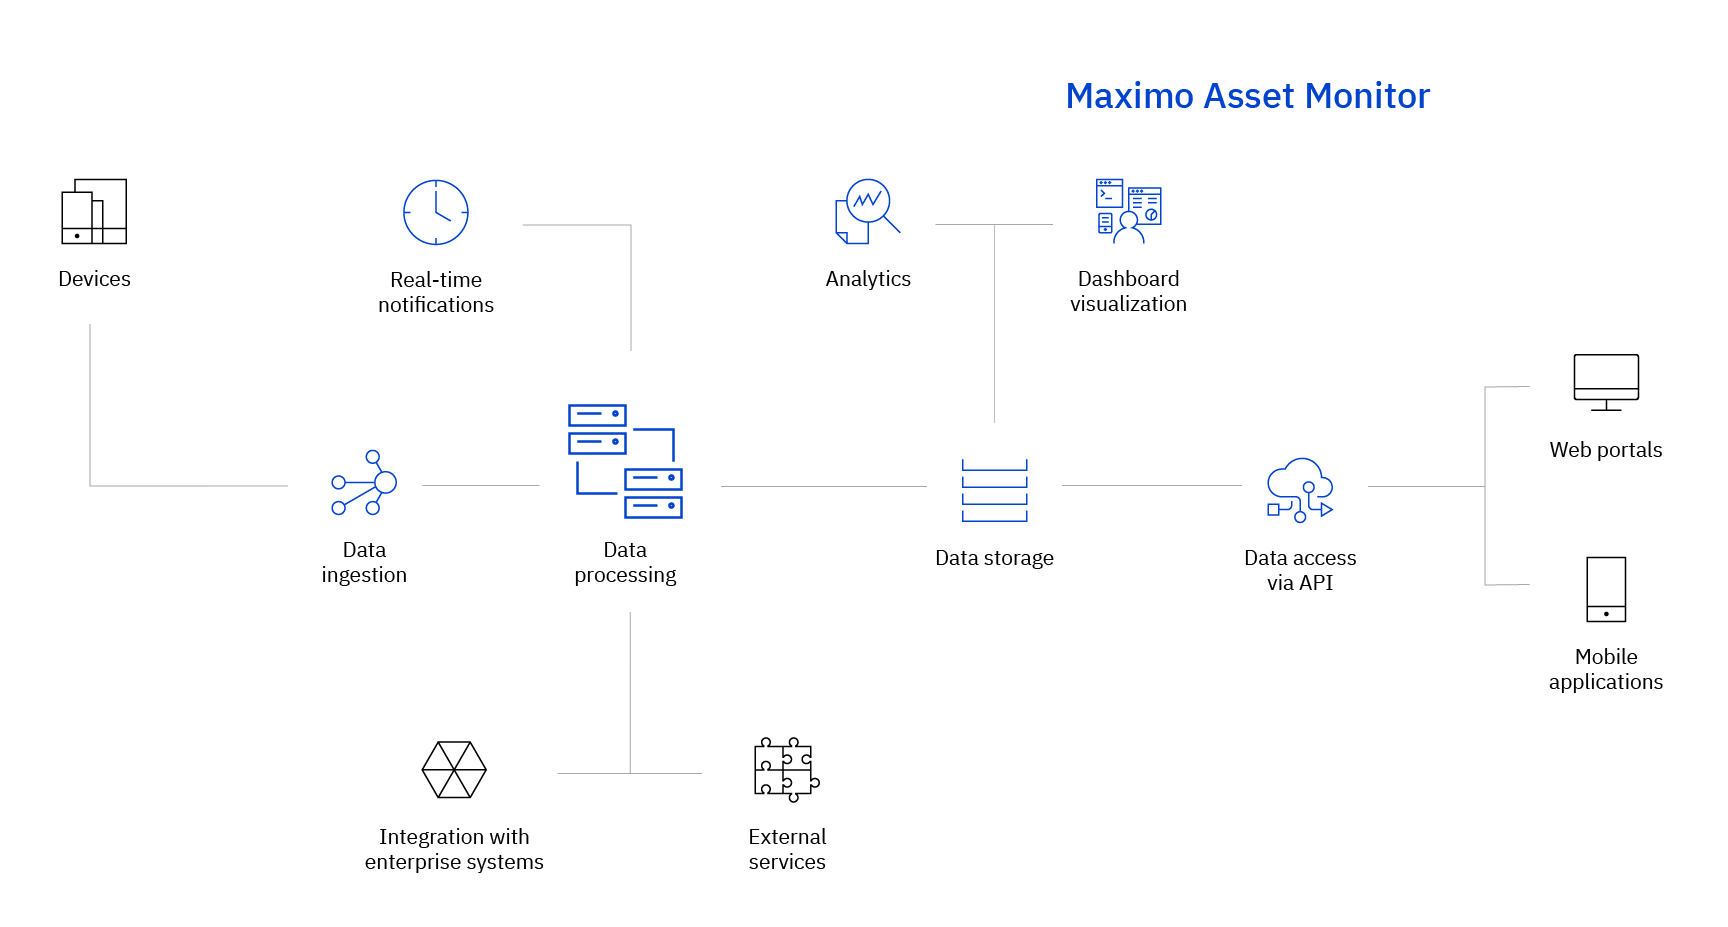 Maximo Asset Monitor
Devices
Real-time
notifications
Analytics
Dashboard
visualization
Web portals
Data
ingestion
Data
processing
Data storage
Data access
via API
Mobile
applications
Integration with
enterprise systems
External
services